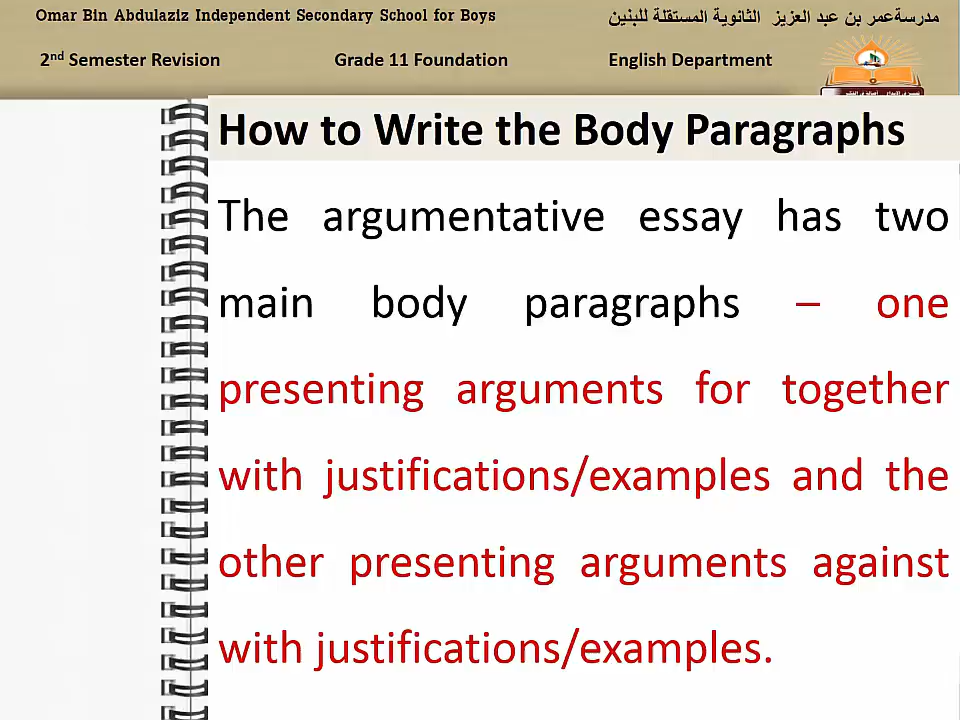 Omar Bin Abdulaziz Independent Secondary School for Boys
مدرسةعمر بن عبد العزيز الثانوية المستقلة للبنين
2nd Semester Revision
Grade 11 Foundation
English Department
How to Write the Body Paragraphs
The argumentative essay has two
main body paragraphs – one
presenting arguments for together
with justifications/examples and the
other presenting arguments against
with justifications/examples.